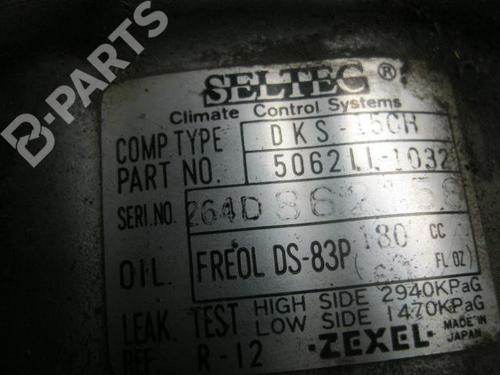 B-PARTS
SELTEC ®
Climate Control Systems
COMP TYPE DKS-15CH
PART NO. 506211-1032
SERI.NO. 264D
OIL. FREOL DS-83P 180 CC
( FL OZ)
LEAK TEST HIGH SIDE 2940KPaG
LOW SIDE 1470KPaG
REF R-12 ·ZEXEL· MADE IN
JAPAN